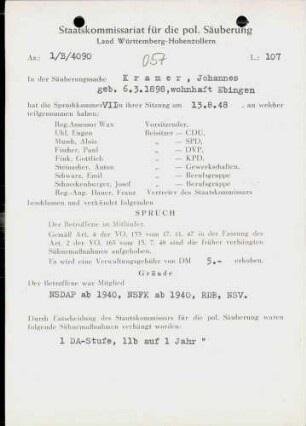 Staatskommissariat für die pol. Säuberung
Land Württemberg-Hohenzollern
Az.: 1/B/4090
057
L.: 107
In der Säuberungssache K r a m e r , Johannes
geb. 6.3.1898, wohnhaft Ebingen
hat die Spruchkammer VII in ihrer Sitzung am 13.8.48 , an welcher
teilgenommen haben:
Reg.Assessor Wax Vorsitzender,
Uhl, Eugen Beisitzer — CDU,
Munch, Alois „ — SPD,
Fischer, Paul „ — DVP,
Fink, Gottlich „ — KPD,
Stemacher, Anton „ — Gewerkschaften,
Schwarz, Emil „ — Berufsgruppe
Schneckenberger, Josef „ — Berufsgruppe
Reg.-Ang. Hauer, Franz Vertreter des Staatskommissars
beschlossen und verkündet folgenden
SPRUCH
Der Betroffene ist Mitläufer.
Gemäß Art. 4 der VO. 133 vom 17. 11. 47 in der Fassung des
Art. 2 der VO. 165 vom 13. 7. 48 sind die früher verhängten
Sühnemaßnahmen aufgehoben.
Es wird eine Verwaltungsgebühr von DM 5.- erhoben.
Gründe
Der Betroffene war Mitglied
NSDAP ab 1940, NSFK ab 1940, RDB, NSV.
Durch Entscheidung des Staatskommissars für die pol. Säuberung waren
folgende Sühnemaßnahmen verhängt worden:
1 DA-Stufe, 11b auf 1 Jahr "